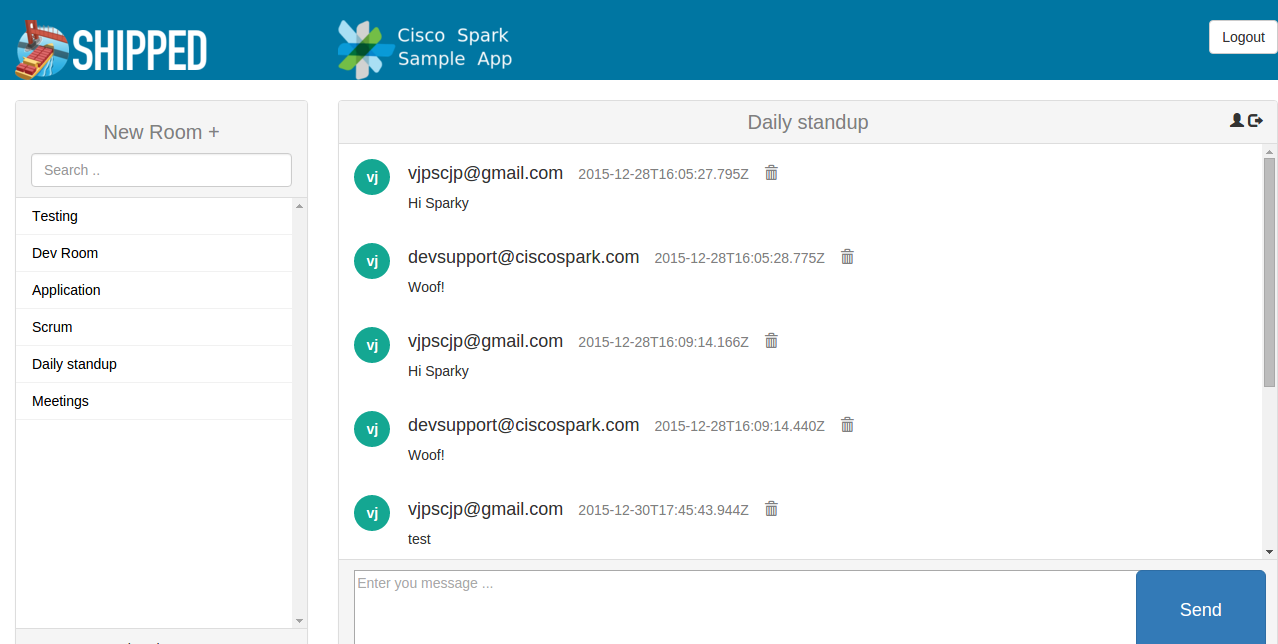 SHIPPED
Cisco Spark
Sample App
Logout
New Room +
Search ..
Testing
Dev Room
Application
Scrum
Daily standup
Meetings
Daily standup
vj
vjpscjp@gmail.com 2015-12-28T16:05:27.795Z
Hi Sparky
vj
devsupport@ciscospark.com 2015-12-28T16:05:28.775Z
Woof!
vj
vjpscjp@gmail.com 2015-12-28T16:09:14.166Z
Hi Sparky
vj
devsupport@ciscospark.com 2015-12-28T16:09:14.440Z
Woof!
vj
vjpscjp@gmail.com 2015-12-30T17:45:43.944Z
test
Enter you message ...
Send